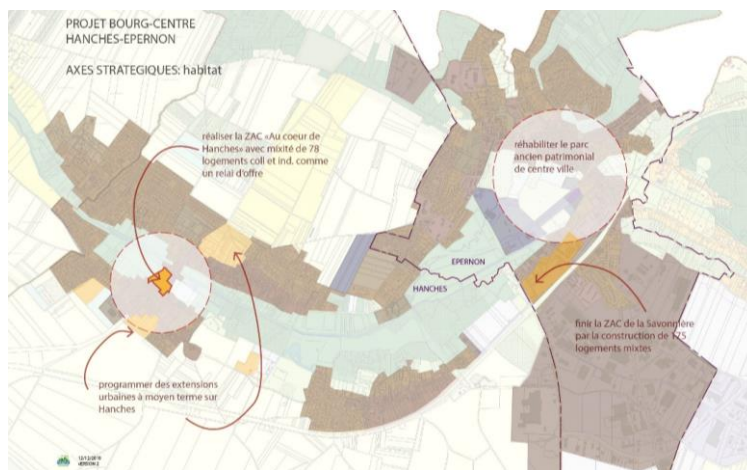 PROJET BOURG-CENTRE
HANCHES-EPERNON
AXES STRATEGIQUES: habitat
réaliser la ZAC «Au coeur de
Hanches» avec mixité de 78
logements coll et ind. comme
un relai d'offre
réhabiliter le parc
ancien patrimonial
de centre ville
EPERNON
HANCHES
finir la ZAC de la Savonnière
par la construction de 175
logements mixtes
programmer des extensions
urbaines à moyen terme sur
Hanches